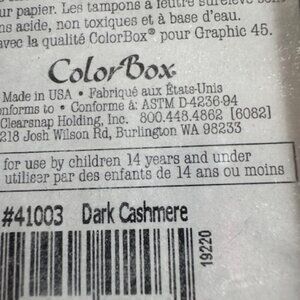 ur papier. Les tampons à feutre surélevé sont
ns acide, non toxiques et à base d'eau.
avec la qualité ColorBox® pour Graphic 45.
ColorBox®
Made in USA • Fabriqué aux États-Unis
onforms to • Conforme à: ASTM D-4236-94
Clearsnap Holding, Inc. 800.448.4862 [6082]
218 Josh Wilson Rd, Burlington WA 98233
for use by children 14 years and under
utiliser par des enfants de 14 ans ou moins
#41003 Dark Cashmere
19220